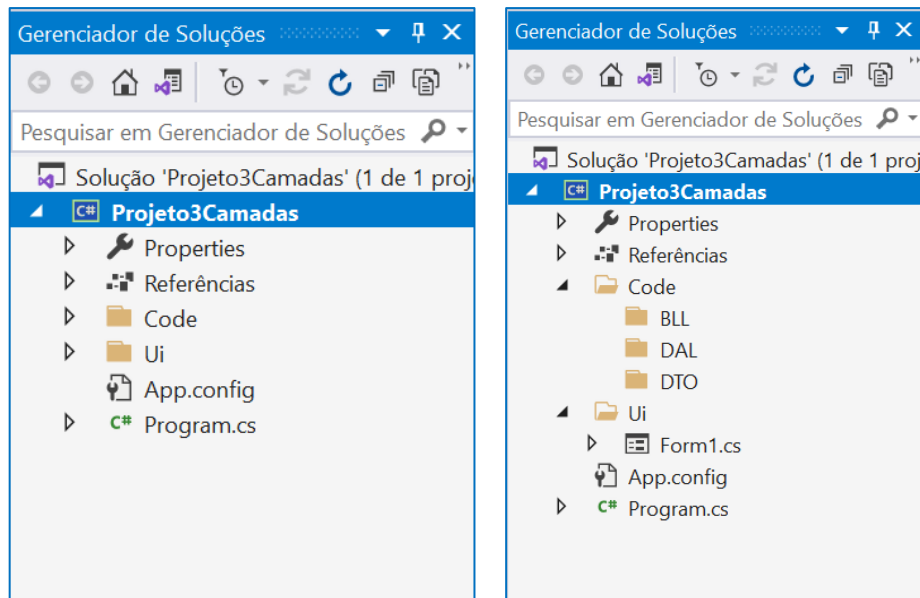 Gerenciador de Soluções
Pesquisar em Gerenciador de Soluções
Solução 'Projeto3Camadas' (1 de 1 proj
C# Projeto3Camadas
Properties
Referências
Code
Ui
App.config
C# Program.cs
Gerenciador de Soluções
Pesquisar em Gerenciador de Soluções
Solução 'Projeto3Camadas' (1 de 1 proj
C# Projeto3Camadas
Properties
Referências
Code
BLL
DAL
DTO
Ui
Form1.cs
App.config
C# Program.cs